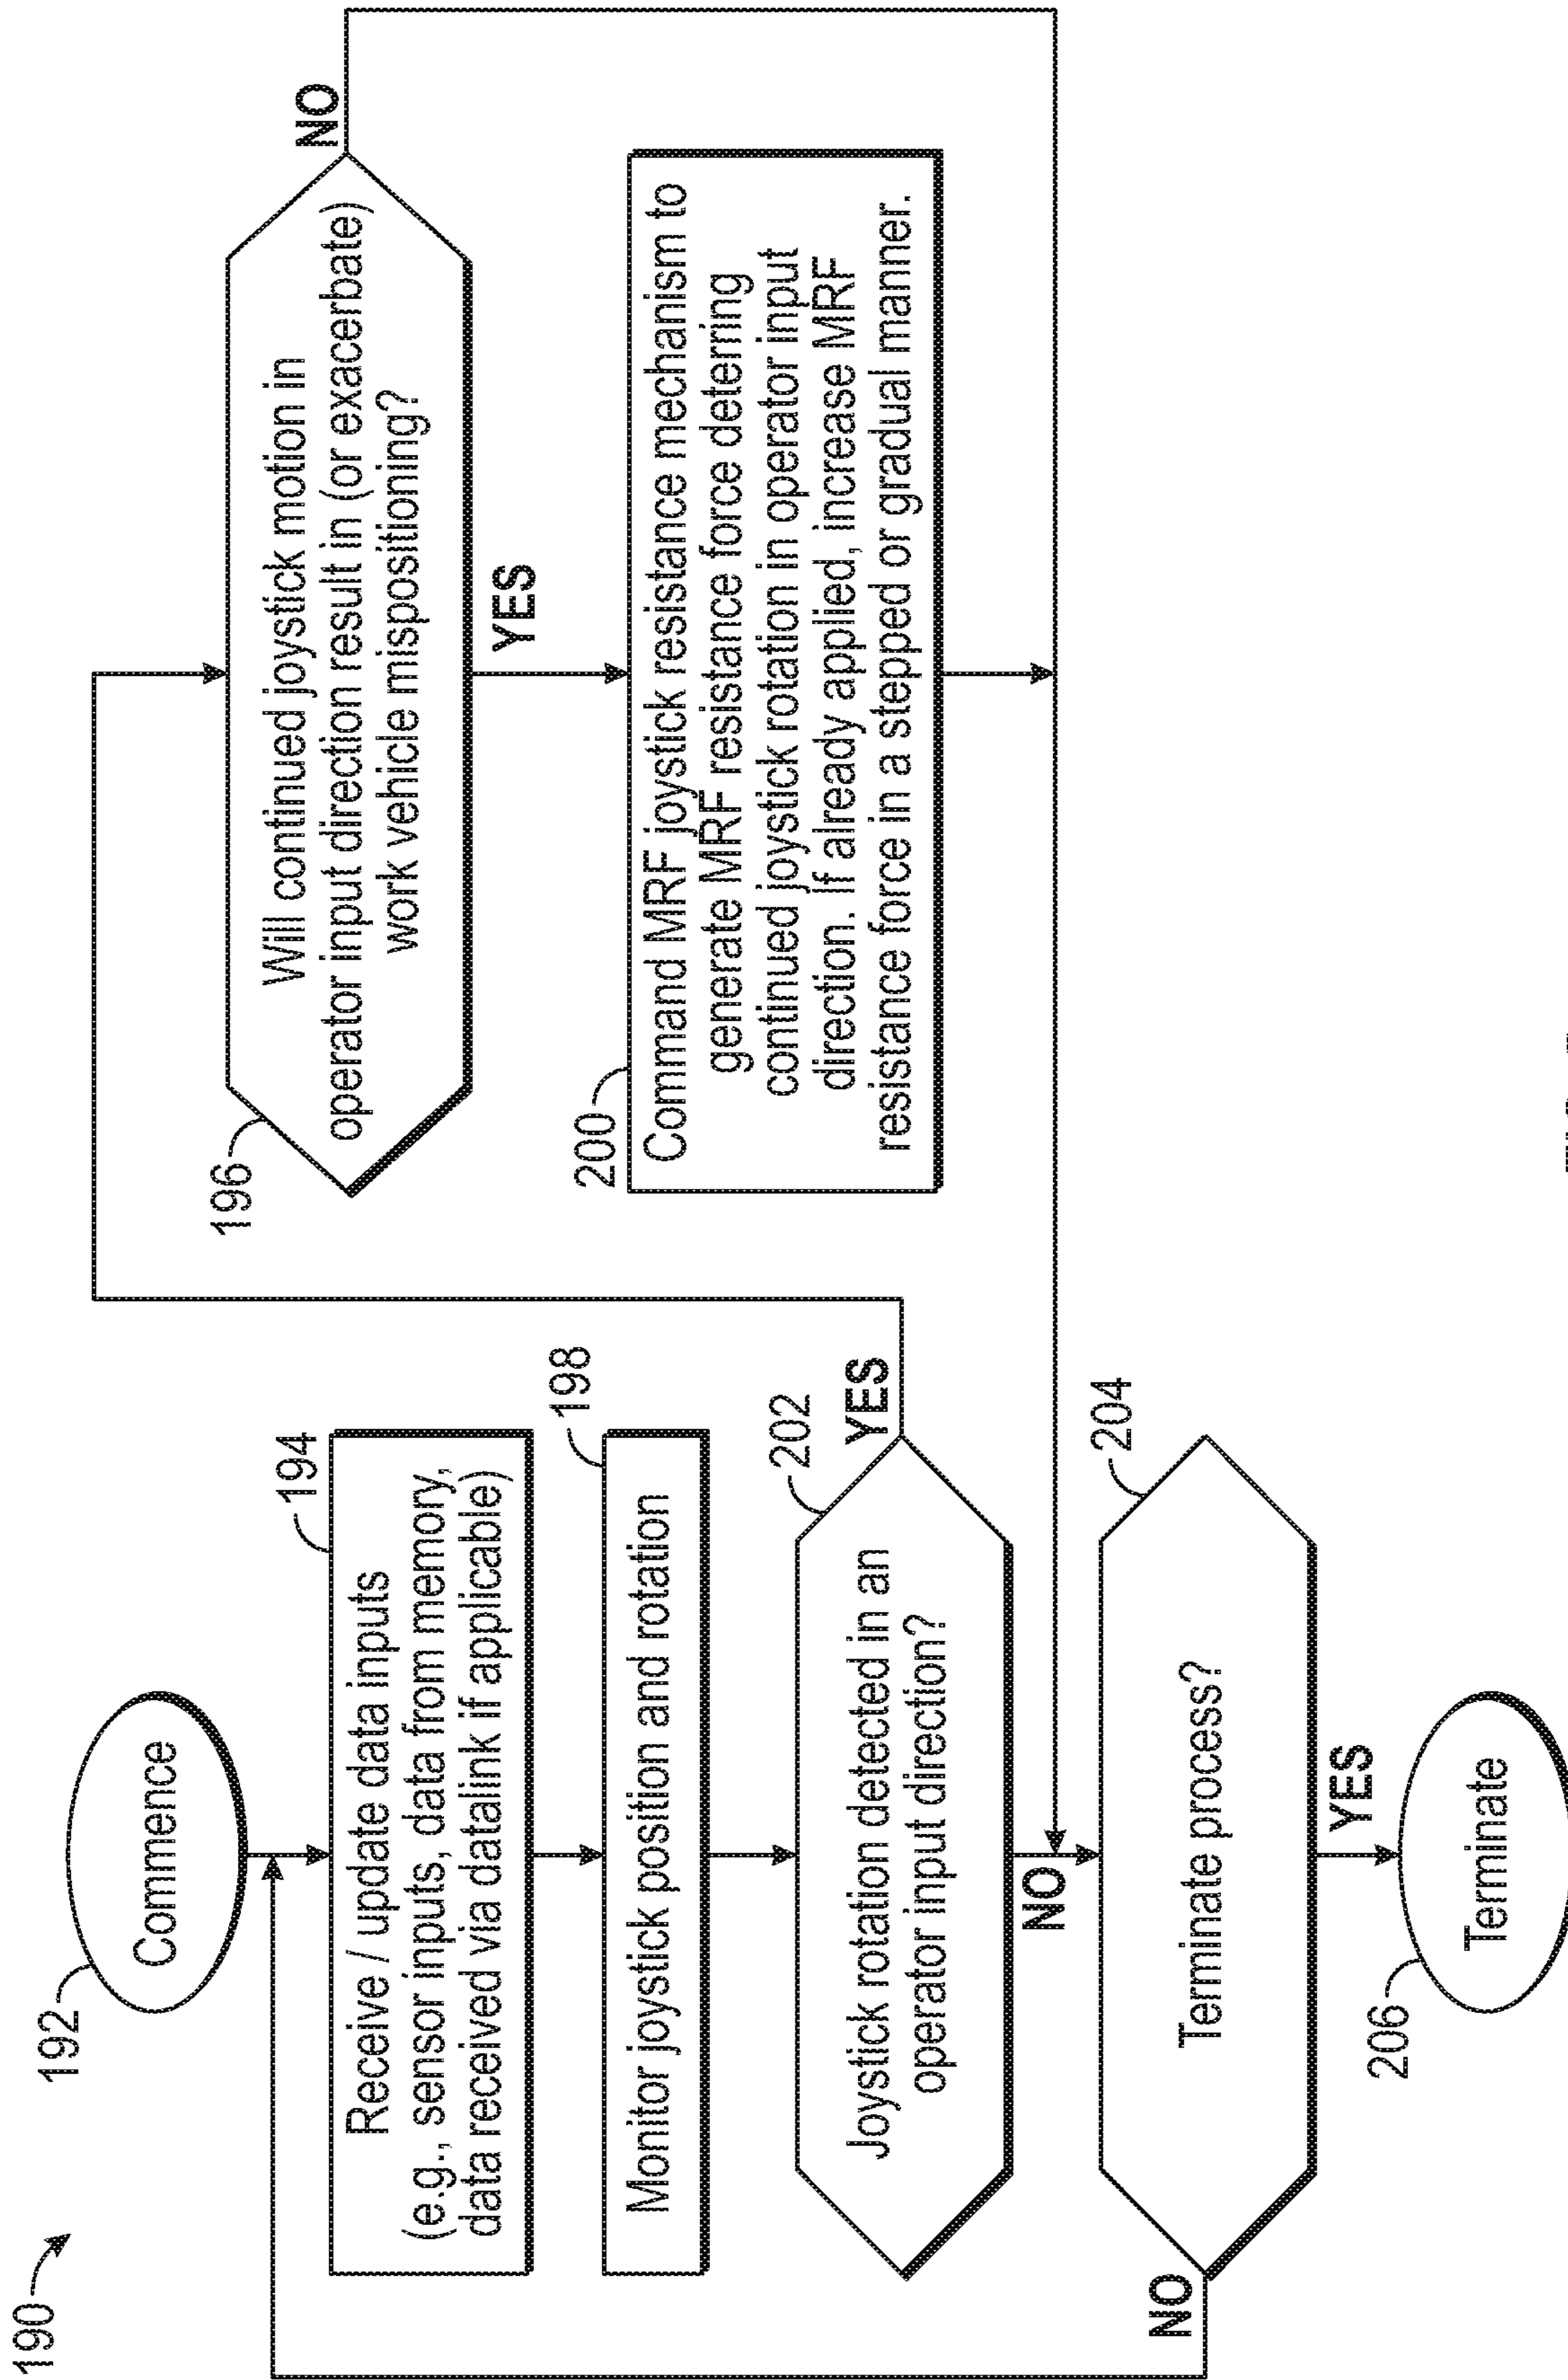 190
192
Commence
194
Receive / update data inputs
(e.g., sensor inputs, data from memory,
data received via datalink if applicable)
198
Monitor joystick position and rotation
202
Joystick rotation detected in an
operator input direction?
YES
NO
204
Terminate process?
NO
YES
206
Terminate
196
Will continued joystick motion in
operator input direction result in (or exacerbate)
work vehicle mispositioning?
NO
YES
200
Command MRF joystick resistance mechanism to
generate MRF resistance force deterring
continued joystick rotation in operator input
direction. If already applied, increase MRF
resistance force in a stepped or gradual manner.